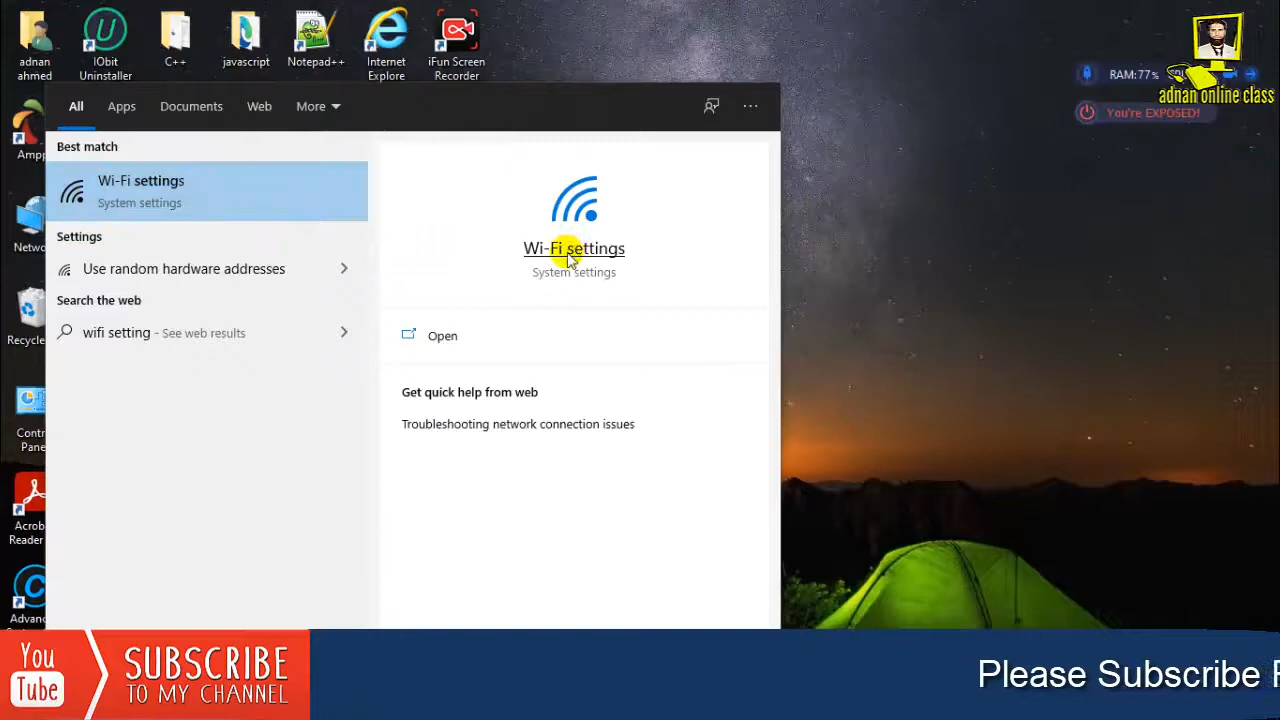 adnan
ahmed
IObit
Uninstaller
C++
javascript
Notepad++
Internet
Explore
iFun Screen
Recorder
RAM:77%
adnan online class
You're EXPOSED!
All
Apps
Documents
Web
More
Best match
Wi-Fi settings
System settings
Settings
Use random hardware addresses
Search the web
wifi setting - See web results
Wi-Fi settings
System settings
Open
Get quick help from web
Troubleshooting network connection issues
Ampp
Netwo
Recycle
Contr
Pane
Acrob
Reader
Advan
You
Tube
SUBSCRIBE
TO MY CHANNEL
Please Subscribe